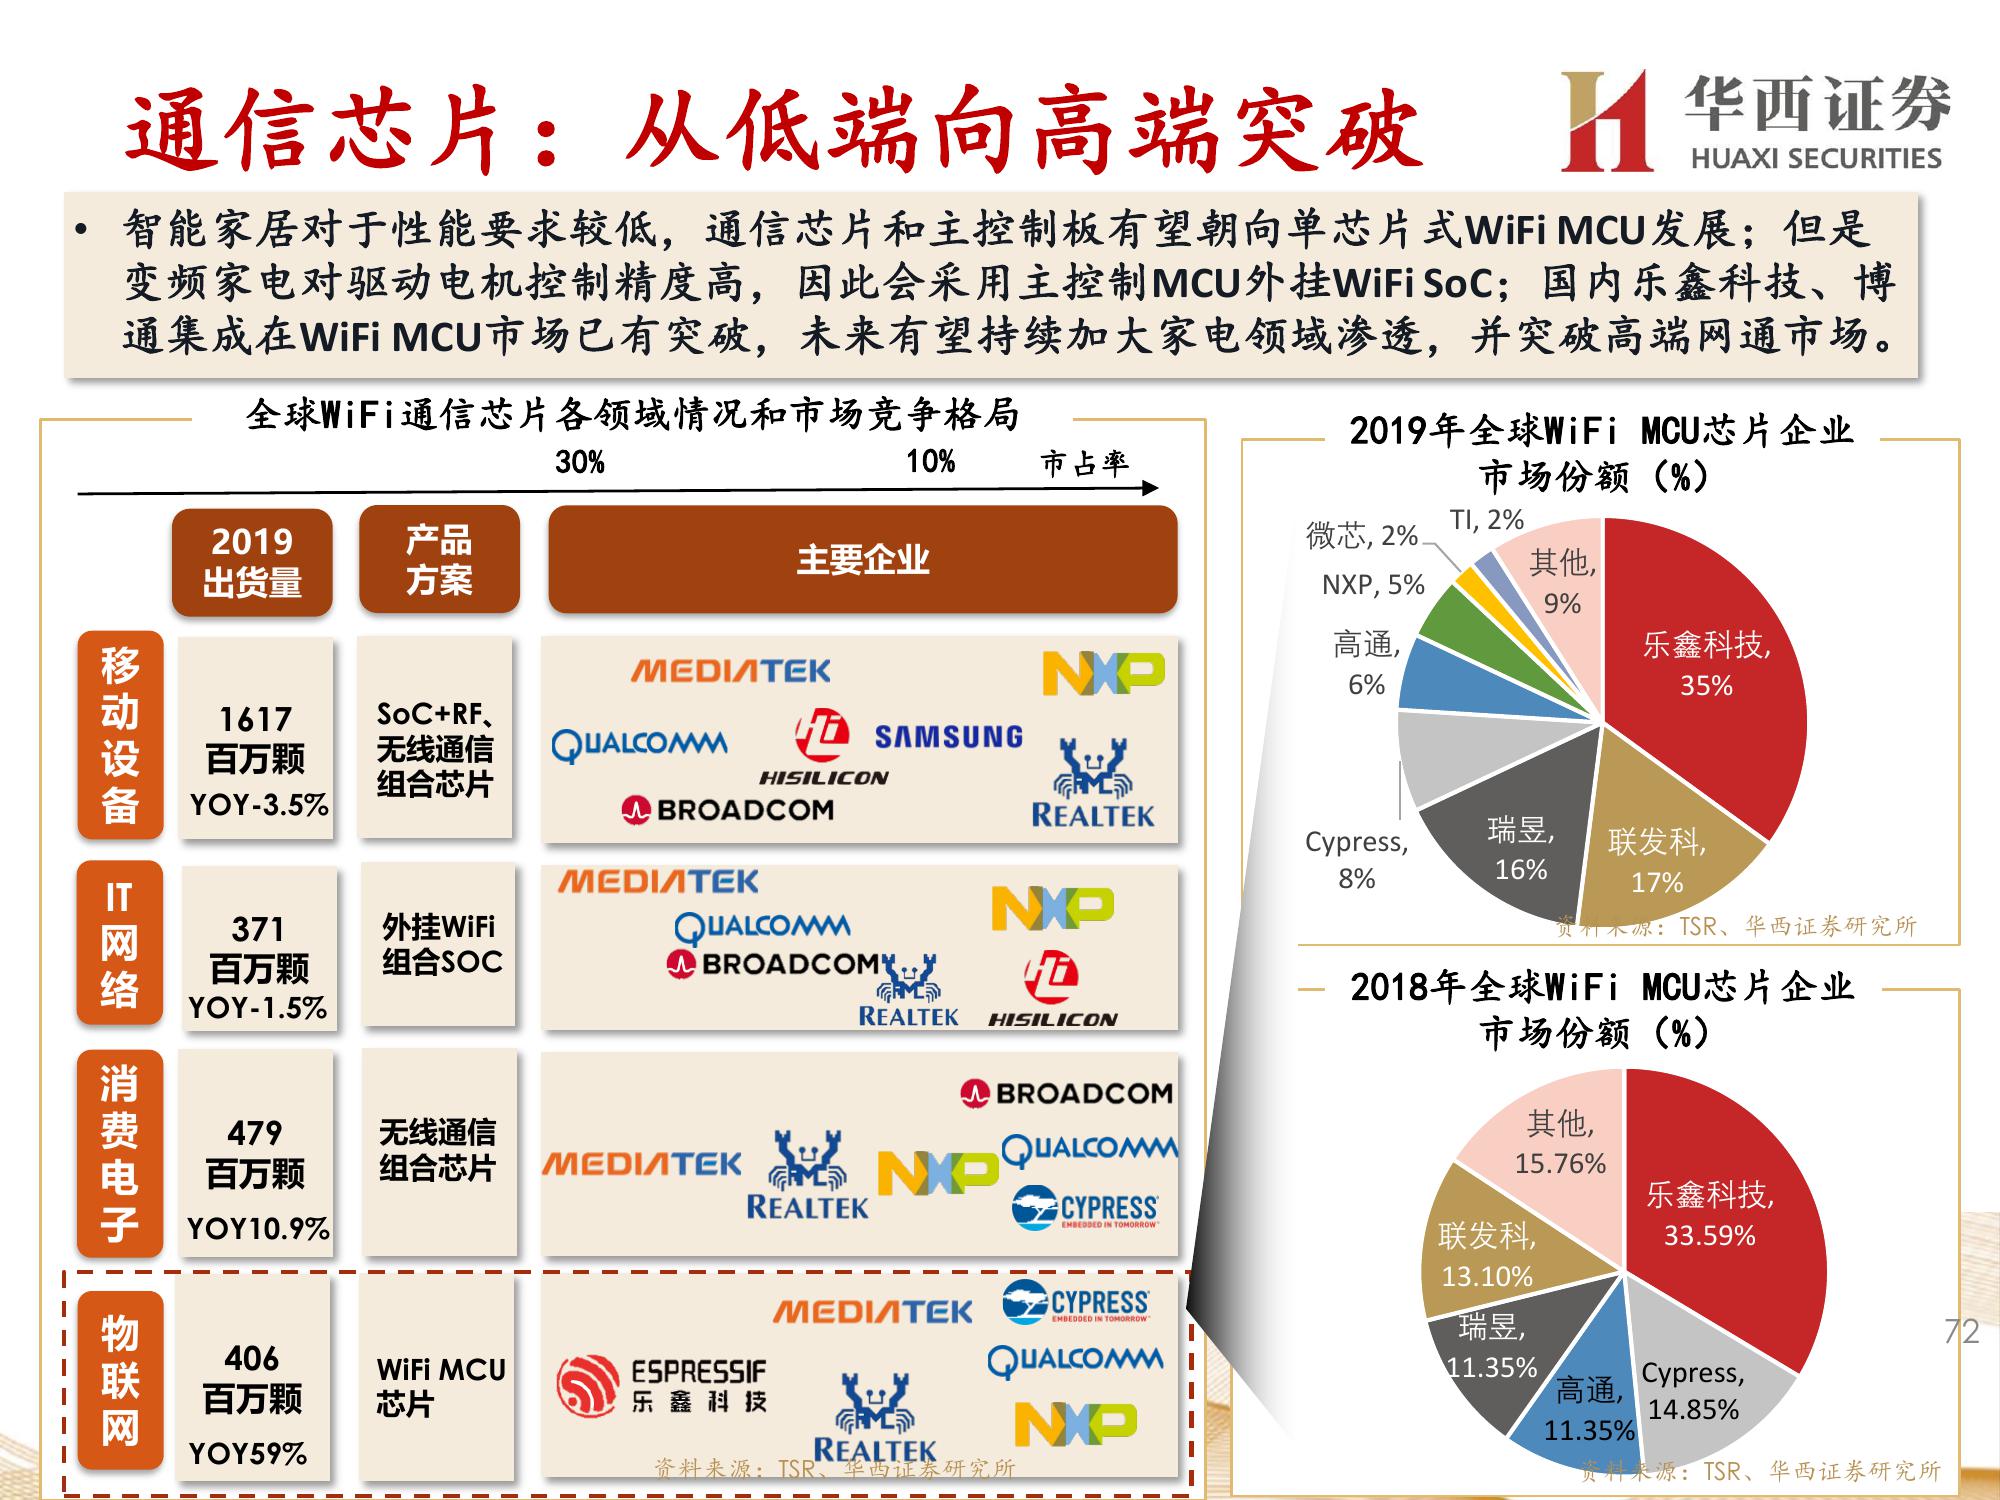 通信芯片：从低端向高端突破
华西证券
HUAXI SECURITIES
• 智能家居对于性能要求较低，通信芯片和主控制板有望朝向单芯片式WiFi MCU发展；但是
变频家电对驱动电机控制精度高，因此会采用主控制MCU外挂WiFi SoC；国内乐鑫科技、博
通集成在WiFi MCU市场已有突破，未来有望持续加大家电领域渗透，并突破高端网通市场。
全球WiFi通信芯片各领域情况和市场竞争格局
30%
10%
市占率
2019
出货量
产品
方案
主要企业
移动设备
1617
百万颗
YOY-3.5%
SoC+RF、
无线通信
组合芯片
MEDIATEK
NXP
QUALCOMM
Hi
HISILICON
SAMSUNG
BROADCOM
REALTEK
IT网络
371
百万颗
YOY-1.5%
外挂WiFi
组合SOC
MEDIATEK
QUALCOMM
NXP
BROADCOM
REALTEK
Hi
HISILICON
消费电子
479
百万颗
YOY10.9%
无线通信
组合芯片
BROADCOM
MEDIATEK
REALTEK
NXP
QUALCOMM
CYPRESS
EMBEDDED IN TOMORROW
物联网
406
百万颗
YOY59%
WiFi MCU
芯片
MEDIATEK
CYPRESS
EMBEDDED IN TOMORROW
ESPRESSIF
乐鑫科技
QUALCOMM
REALTEK
NXP
资料来源：TSR、华西证券研究所
2019年全球WiFi MCU芯片企业
市场份额（%）
微芯, 2%
TI, 2%
NXP, 5%
其他,
9%
高通,
6%
乐鑫科技,
35%
Cypress,
8%
瑞昱,
16%
联发科,
17%
资料来源：TSR、华西证券研究所
2018年全球WiFi MCU芯片企业
市场份额（%）
其他,
15.76%
乐鑫科技,
33.59%
联发科,
13.10%
瑞昱,
11.35%
高通,
11.35%
Cypress,
14.85%
资料来源：TSR、华西证券研究所
72